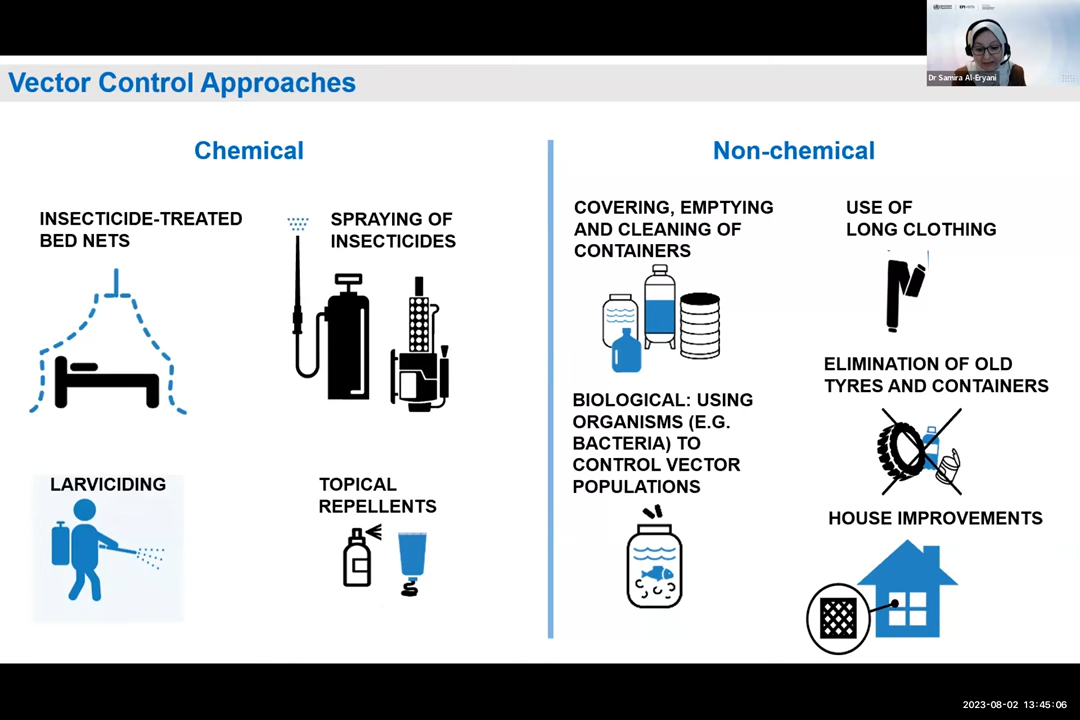 Vector Control Approaches
Dr Samira Al-Eryani
Chemical
INSECTICIDE-TREATED
BED NETS
SPRAYING OF
INSECTICIDES
LARVICIDING
TOPICAL
REPELLENTS
Non-chemical
COVERING, EMPTYING
AND CLEANING OF
CONTAINERS
USE OF
LONG CLOTHING
BIOLOGICAL: USING
ORGANISMS (E.G.
BACTERIA) TO
CONTROL VECTOR
POPULATIONS
ELIMINATION OF OLD
TYRES AND CONTAINERS
HOUSE IMPROVEMENTS
2023-08-02 13:45:06